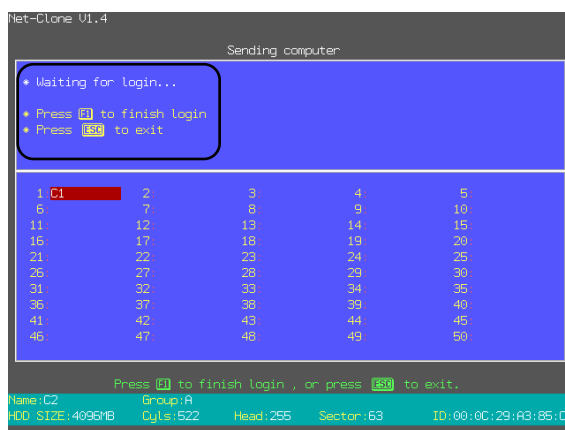 Net-Clone V1.4
Sending computer
* Waiting for login...
* Press F1 to finish login
* Press ESC to exit
1: C1 2: 3: 4: 5:
6: 7: 8: 9: 10:
11: 12: 13: 14: 15:
16: 17: 18: 19: 20:
21: 22: 23: 24: 25:
26: 27: 28: 29: 30:
31: 32: 33: 34: 35:
36: 37: 38: 39: 40:
41: 42: 43: 44: 45:
46: 47: 48: 49: 50:
Press F1 to finish login , or press ESC to exit.
Name:C2 Group:A
HDD SIZE:4096MB Cyls:522 Head:255 Sector:63 ID:00:0C:29:A3:85: